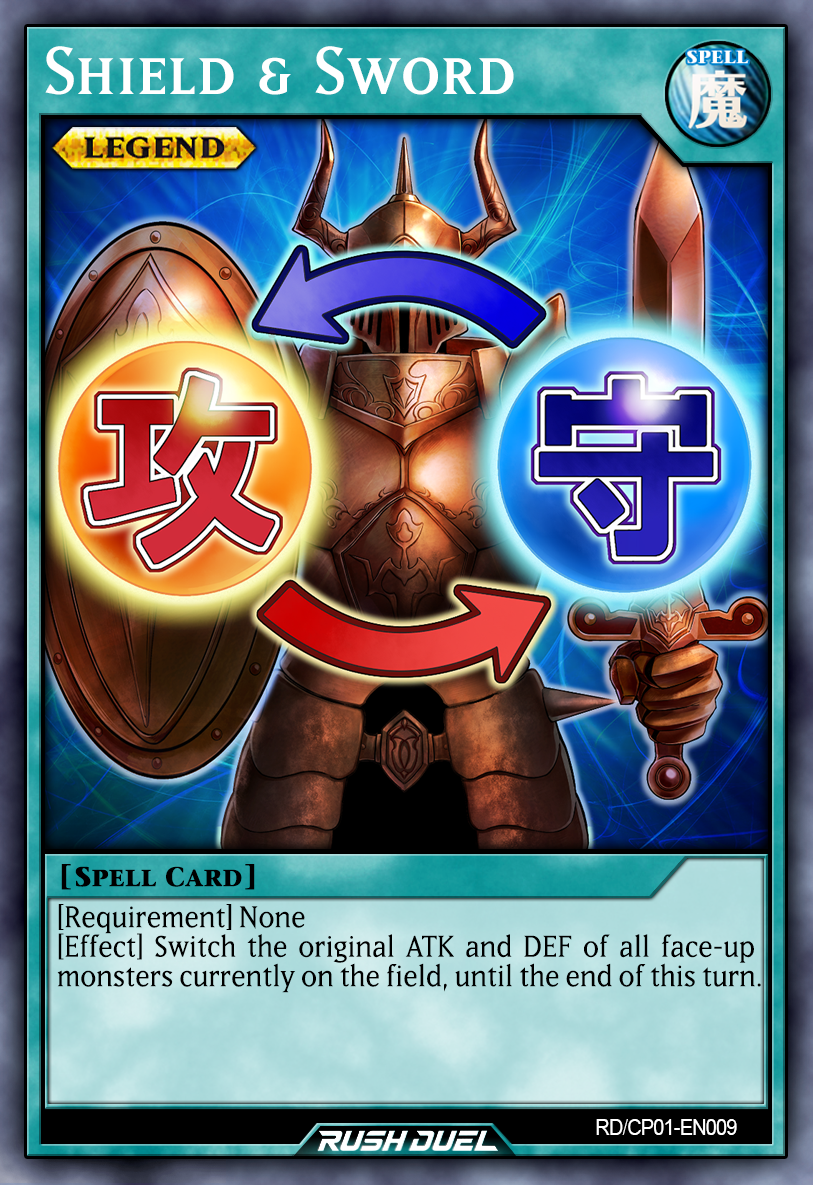 Shield & Sword
SPELL
魔
LEGEND
攻
守
[Spell Card]
[Requirement] None
[Effect] Switch the original ATK and DEF of all face-up
monsters currently on the field, until the end of this turn.
RD/CP01-EN009
RUSH DUEL